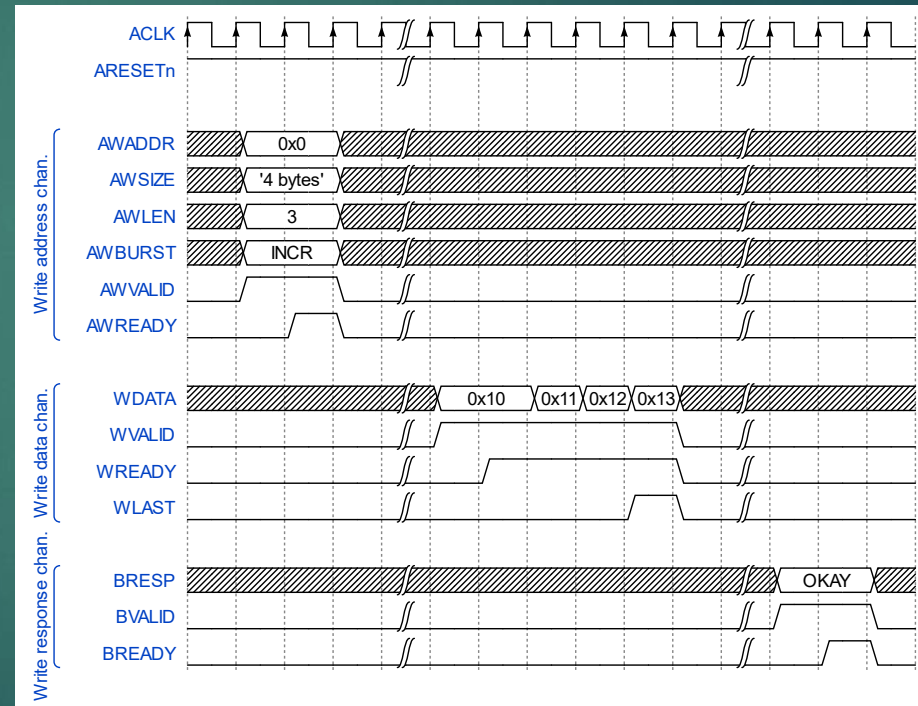 ACLK
ARESETn
Write address chan.
AWADDR 0x0
AWSIZE '4 bytes'
AWLEN 3
AWBURST INCR
AWVALID
AWREADY
Write data chan.
WDATA 0x10 0x11 0x12 0x13
WVALID
WREADY
WLAST
Write response chan.
BRESP OKAY
BVALID
BREADY